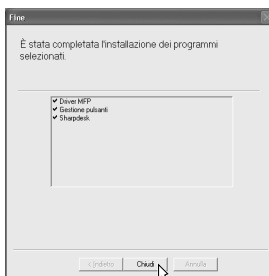 Fine
È stata completata l'installazione dei programmi
selezionati.
Driver MFP
Gestione pulsanti
Sharpdesk
< Indietro Chiudi Annulla